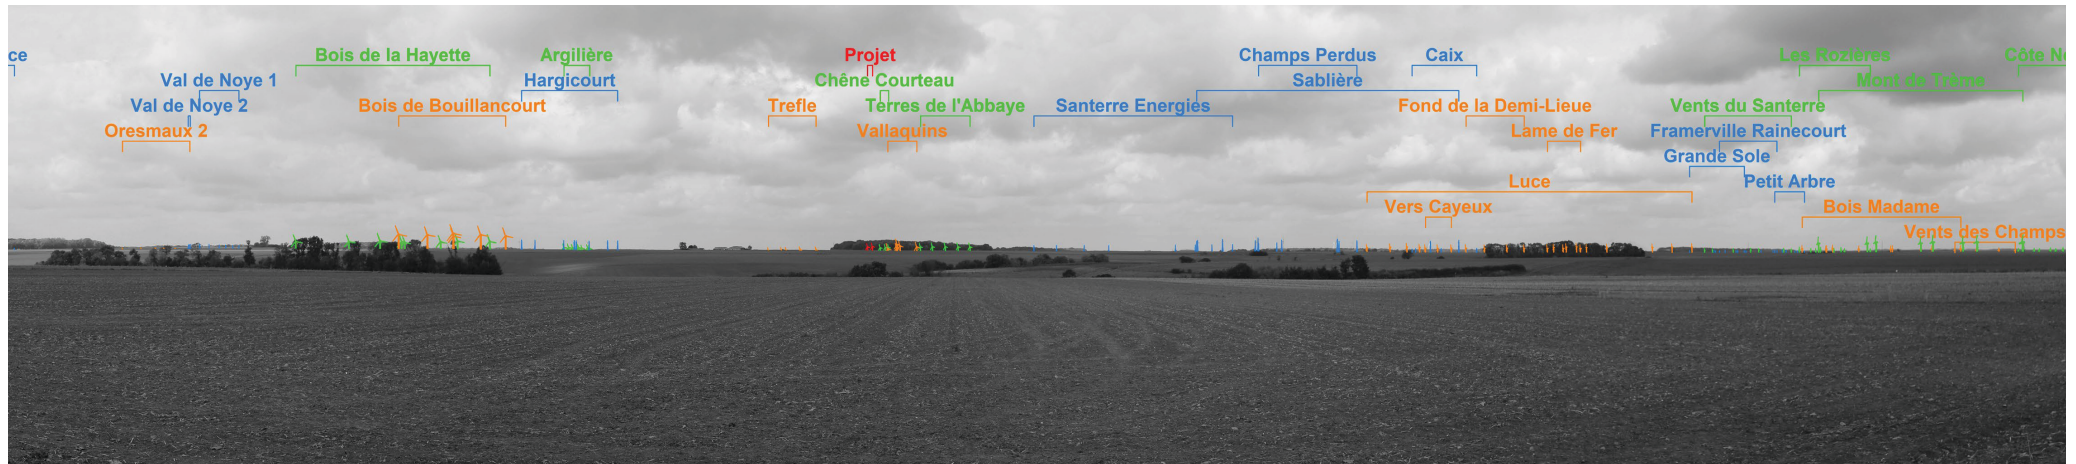 ce
Bois de la Hayette
Argilière
Projet
Champs Perdus
Caix
Les Rozières
Côte No
Val de Noye 1
Hargicourt
Chêne Courteau
Sablière
Mont de Trême
Val de Noye 2
Bois de Bouillancourt
Trefle
Terres de l'Abbaye
Santerre Energies
Fond de la Demi-Lieue
Vents du Santerre
Oresmaux 2
Vallaquins
Lame de Fer
Framerville Rainecourt
Grande Sole
Luce
Petit Arbre
Vers Cayeux
Bois Madame
Vents des Champs